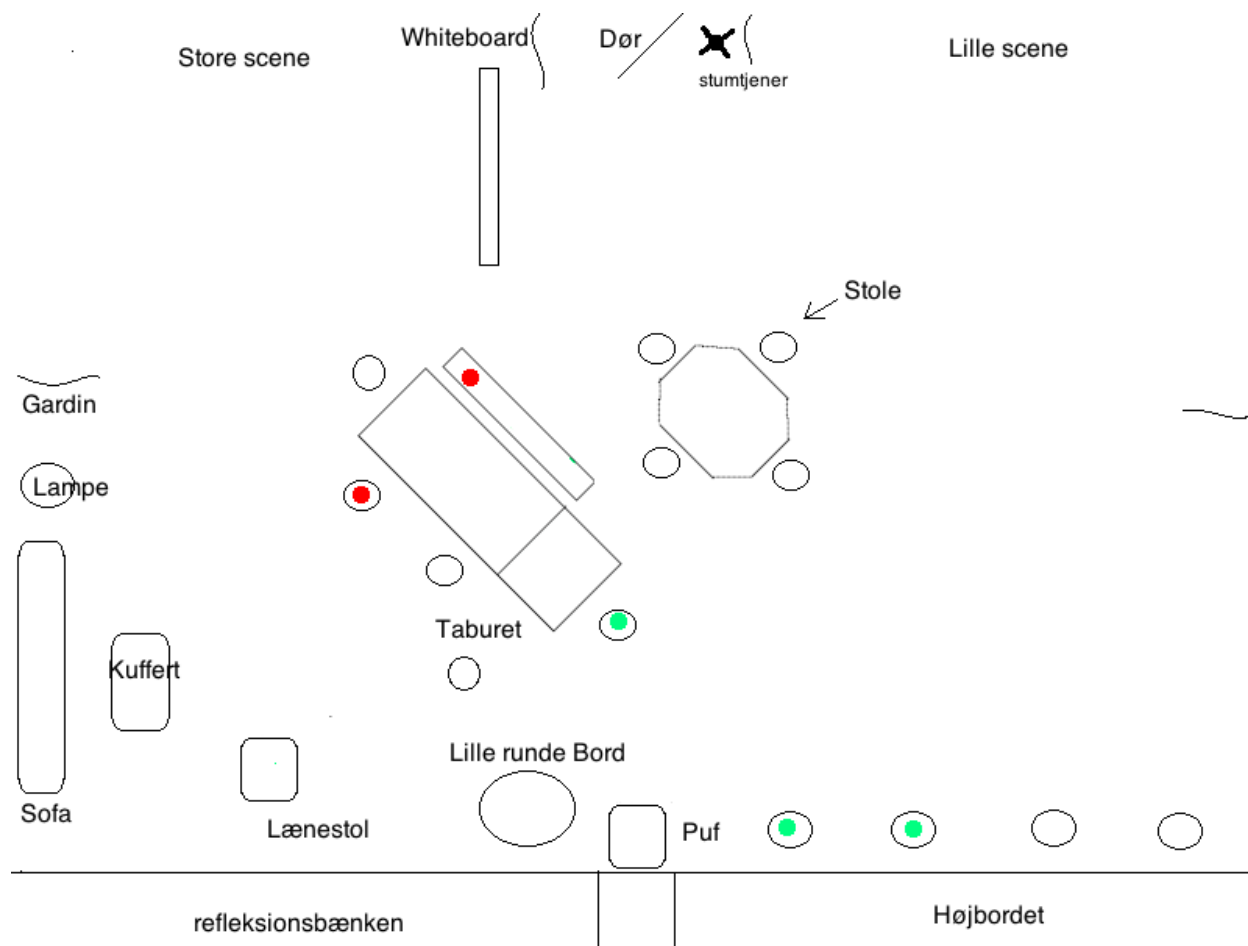 Whiteboard
Dør
Store scene
Lille scene
stumtjener
Stole
Gardin
Lampe
Taburet
Kuffert
Lille runde Bord
Sofa
Lænestol
Puf
refleksionsbænken
Højbordet